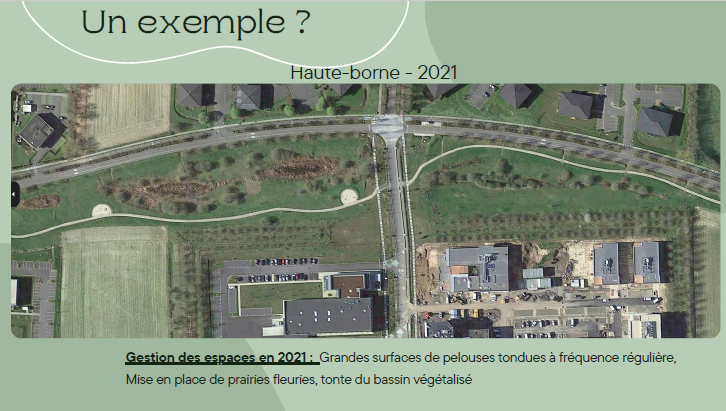 Un exemple ?
Haute-borne - 2021
Gestion des espaces en 2021 : Grandes surfaces de pelouses tondues à fréquence régulière,
Mise en place de prairies fleuries, tonte du bassin végétalisé